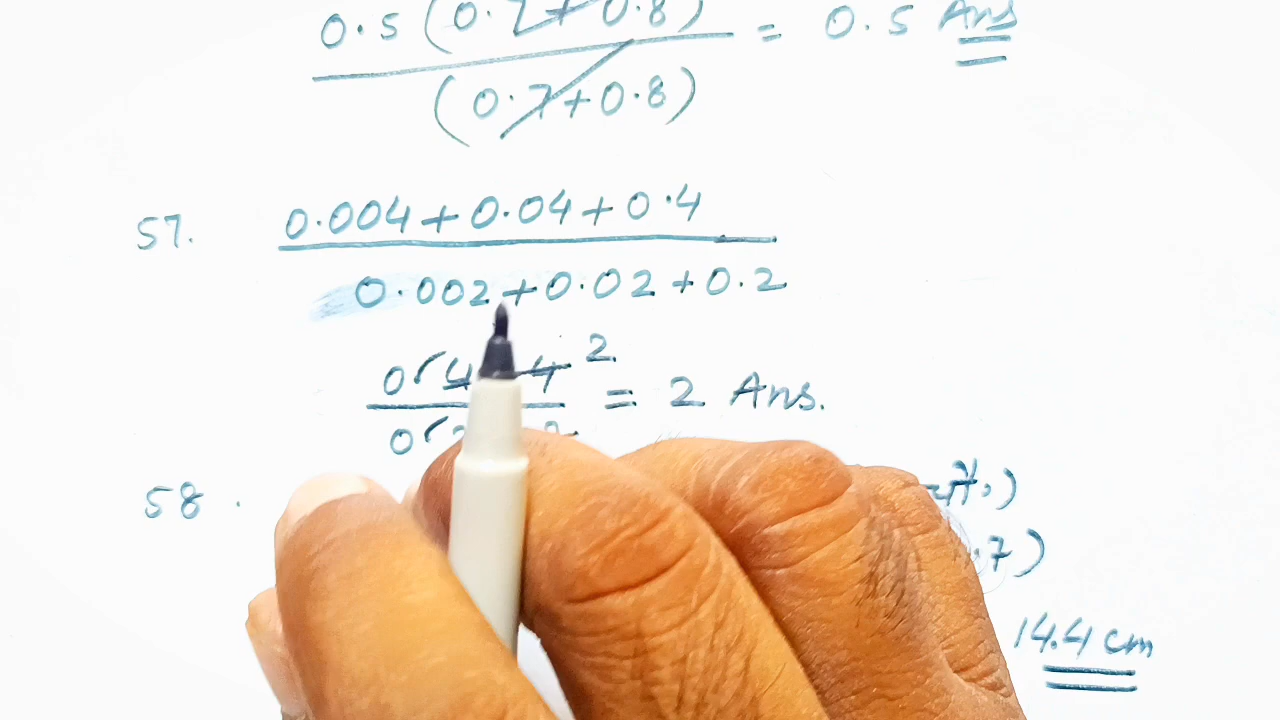 0.5 (0.7+0.8) = 0.5 Ans
(0.7+0.8)
57. 0.004+0.04+0.4
0.002+0.02+0.2
2
= 2 Ans.
58.
14.4 cm